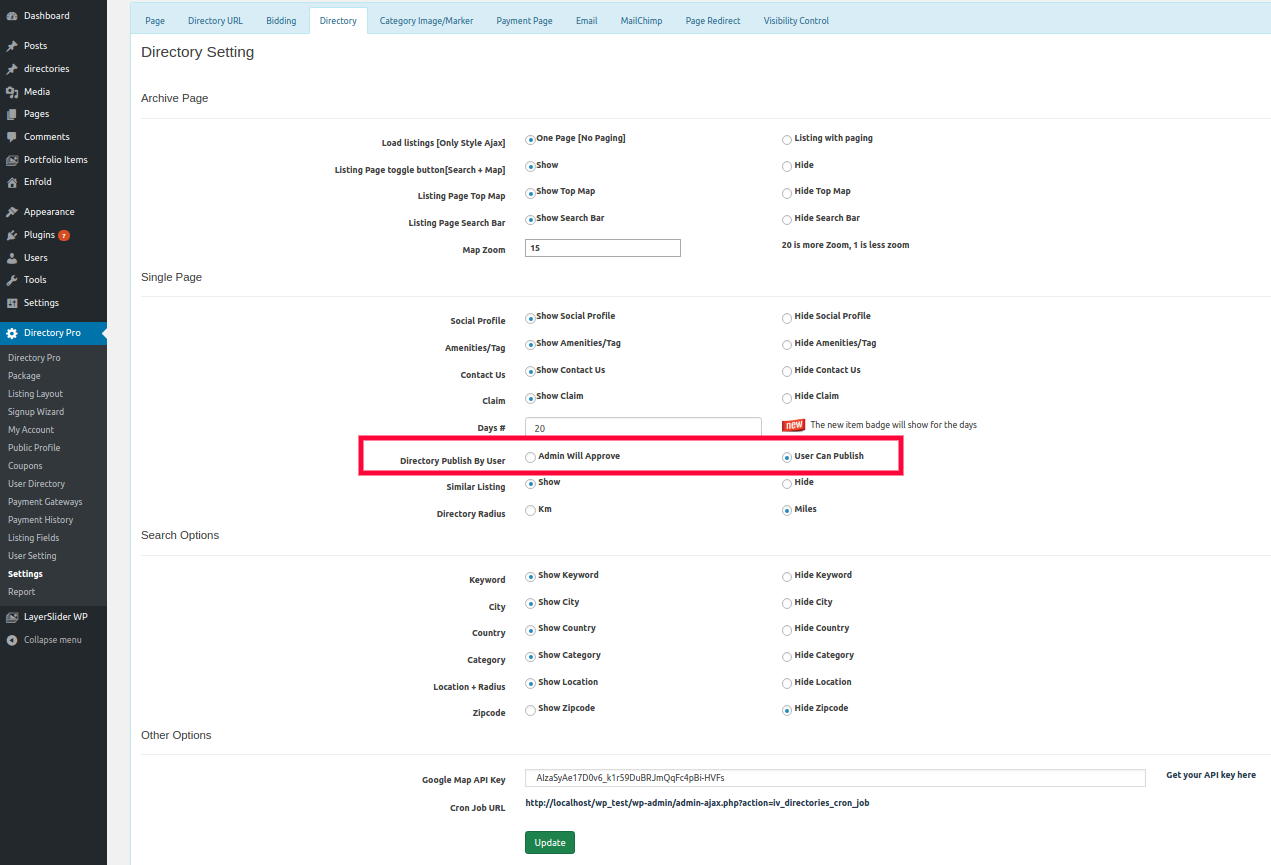 Dashboard
Posts
directories
Media
Pages
Comments
Portfolio Items
Enfold
Appearance
Plugins 7
Users
Tools
Settings
Directory Pro
Directory Pro
Package
Listing Layout
Signup Wizard
My Account
Public Profile
Coupons
User Directory
Payment Gateways
Payment History
Listing Fields
User Setting
Settings
Report
LayerSlider WP
Collapse menu
Page Directory URL Bidding Directory Category Image/Marker Payment Page Email MailChimp Page Redirect Visibility Control
Directory Setting
Archive Page
Load listings [Only Style Ajax] One Page [No Paging] Listing with paging
Listing Page toggle button[Search + Map] Show Hide
Listing Page Top Map Show Top Map Hide Top Map
Listing Page Search Bar Show Search Bar Hide Search Bar
Map Zoom 15 20 is more Zoom, 1 is less zoom
Single Page
Social Profile Show Social Profile Hide Social Profile
Amenities/Tag Show Amenities/Tag Hide Amenities/Tag
Contact Us Show Contact Us Hide Contact Us
Claim Show Claim Hide Claim
Days # 20 new The new item badge will show for the days
Directory Publish By User Admin Will Approve User Can Publish
Similar Listing Show Hide
Directory Radius Km Miles
Search Options
Keyword Show Keyword Hide Keyword
City Show City Hide City
Country Show Country Hide Country
Category Show Category Hide Category
Location + Radius Show Location Hide Location
Zipcode Show Zipcode Hide Zipcode
Other Options
Google Map API Key AIzaSyAe17D0v6_k1r59DuBRJmQqFc4pBi-HVFs Get your API key here
Cron Job URL http://localhost/wp_test/wp-admin/admin-ajax.php?action=iv_directories_cron_job
Update